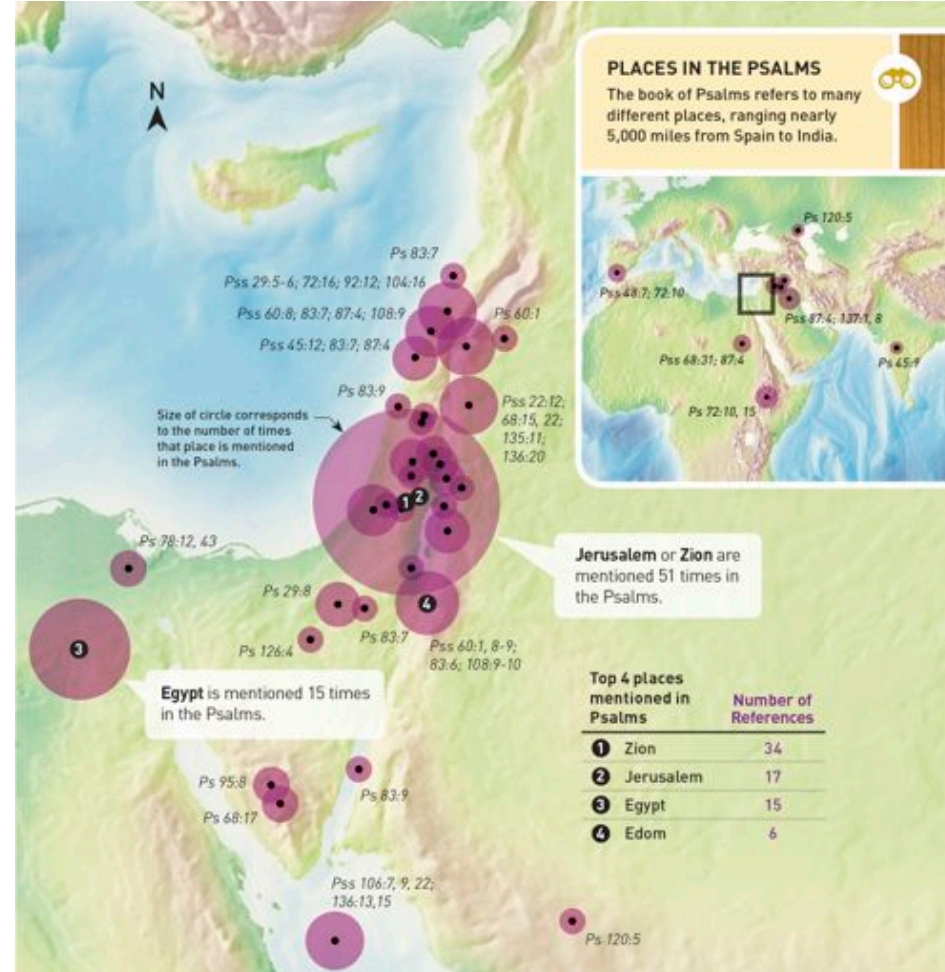 PLACES IN THE PSALMS
The book of Psalms refers to many
different places, ranging nearly
5,000 miles from Spain to India.
N
Ps 120:5
Pss 48:7; 72:10
Pss 87:4; 137:1, 8
Pss 68:31; 87:4
Ps 45:9
Ps 72:10, 15
Ps 83:7
Pss 29:5-6; 72:16; 92:12; 104:16
Pss 60:8; 83:7; 87:4; 108:9
Ps 60:1
Pss 45:12; 83:7; 87:4
Ps 83:9
Pss 22:12;
68:15, 22;
135:11;
136:20
Size of circle corresponds
to the number of times
that place is mentioned
in the Psalms.
1
2
Ps 78:12, 43
Jerusalem or Zion are
mentioned 51 times in
the Psalms.
Ps 29:8
4
Ps 83:7
Ps 126:4
Pss 60:1, 8-9;
83:6; 108:9-10
3
Egypt is mentioned 15 times
in the Psalms.
Top 4 places
mentioned in
Psalms
Number of
References
1 Zion 34
2 Jerusalem 17
3 Egypt 15
4 Edom 6
Ps 95:8
Ps 83:9
Ps 68:17
Pss 106:7, 9, 22;
136:13,15
Ps 120:5